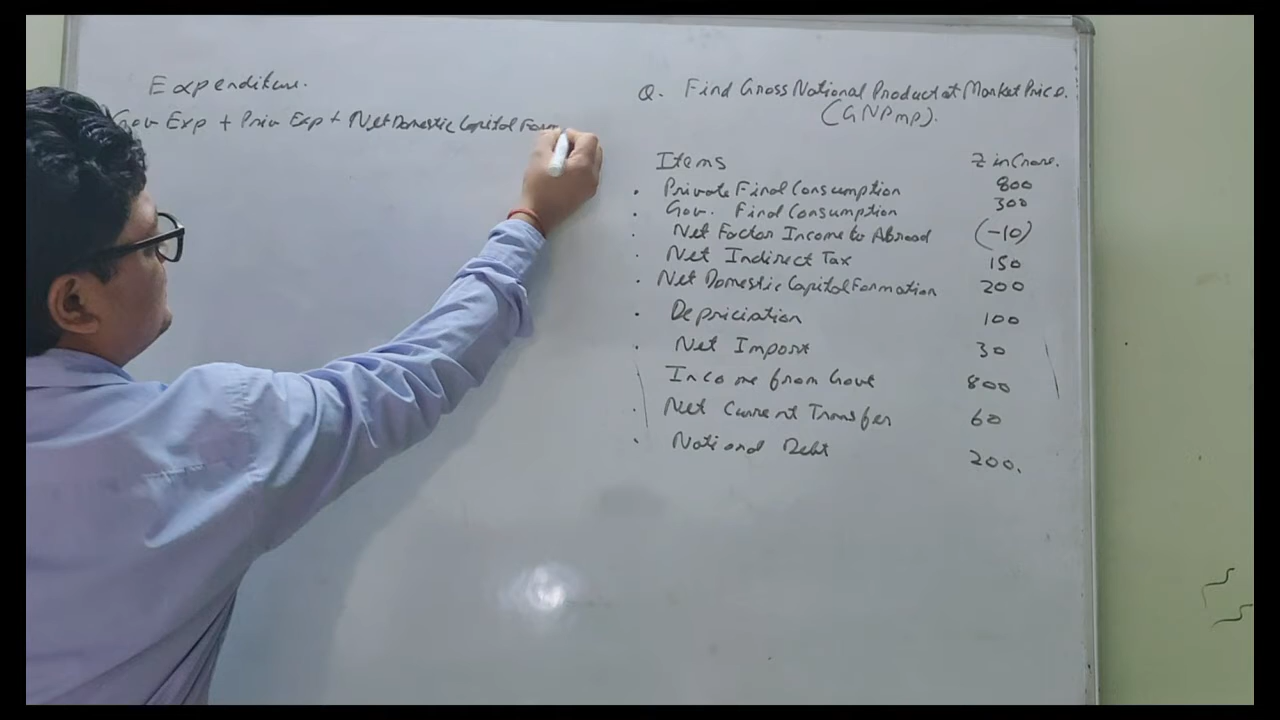 Expenditure.
Gov Exp + Priv Exp + Net Domestic Capital Form
Q. Find Gross National Product at Market Price.
(GNPMP).
Items ₹ in Crore.
. Private Final Consumption 800
. Gov. Final Consumption 300
. Net Factor Income to Abroad (-10)
. Net Indirect Tax 150
. Net Domestic Capital Formation 200
. Depriciation 100
. Net Import 30
Income from Govt 800
. Net Current Transfer 60
. National Debt 200.